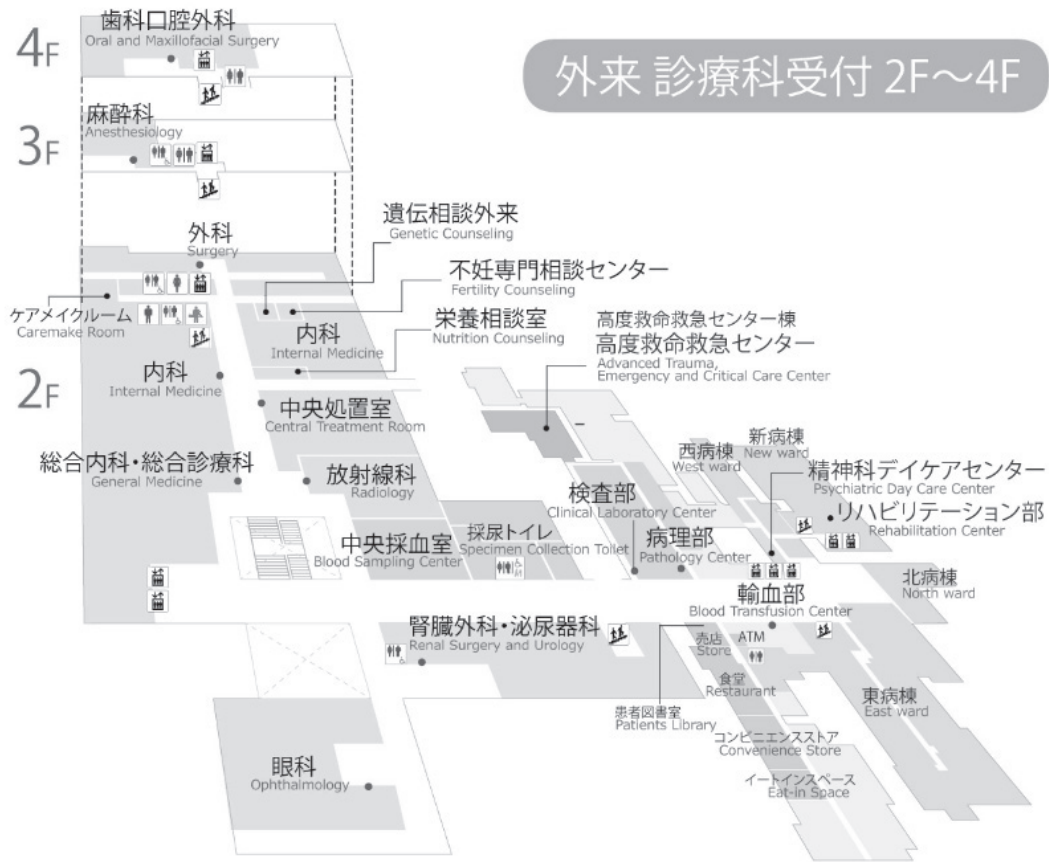 外来 診療科受付 2F～4F
4F
歯科口腔外科
Oral and Maxillofacial Surgery
3F
麻酔科
Anesthesiology
外科
Surgery
遺伝相談外来
Genetic Counseling
不妊専門相談センター
Fertility Counseling
ケアメイクルーム
Caremake Room
内科
Internal Medicine
栄養相談室
Nutrition Counseling
高度救命救急センター棟
高度救命救急センター
Advanced Trauma,
Emergency and Critical Care Center
2F
内科
Internal Medicine
中央処置室
Central Treatment Room
総合内科・総合診療科
General Medicine
放射線科
Radiology
検査部
Clinical Laboratory Center
西病棟
West ward
新病棟
New ward
精神科デイケアセンター
Psychiatric Day Care Center
リハビリテーション部
Rehabilitation Center
中央採血室
Blood Sampling Center
採尿トイレ
Specimen Collection Toilet
病理部
Pathology Center
北病棟
North ward
輸血部
Blood Transfusion Center
腎臓外科・泌尿器科
Renal Surgery and Urology
売店
Store
ATM
食堂
Restaurant
患者図書室
Patients Library
東病棟
East ward
コンビニエンスストア
Convenience Store
イートインスペース
Eat-in Space
眼科
Ophthalmology